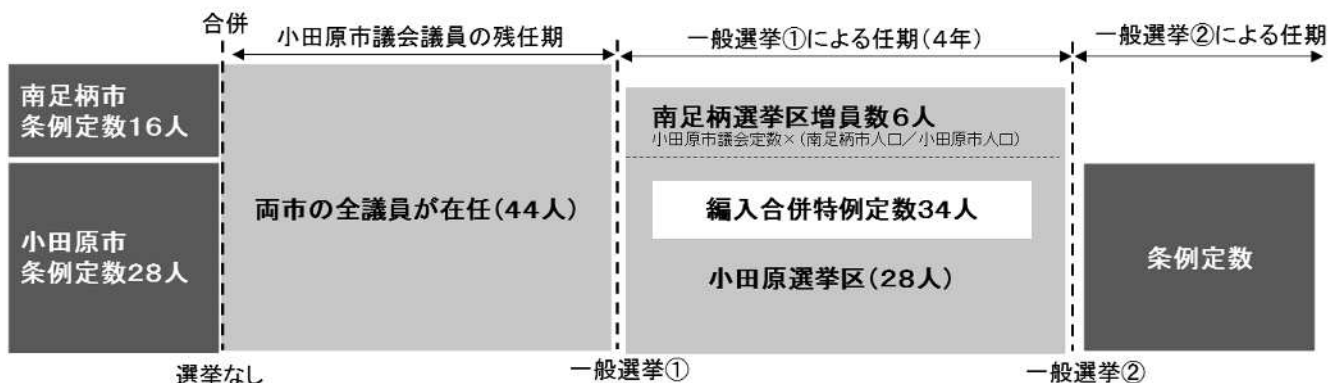 合併
小田原市議会議員の残任期
一般選挙①による任期(4年)
一般選挙②による任期
南足柄市
条例定数16人
小田原市
条例定数28人
両市の全議員が在任(44人)
南足柄選挙区増員数6人
小田原市議会定数×(南足柄市人口/小田原市人口)
編入合併特例定数34人
小田原選挙区(28人)
条例定数
選挙なし
一般選挙①
一般選挙②